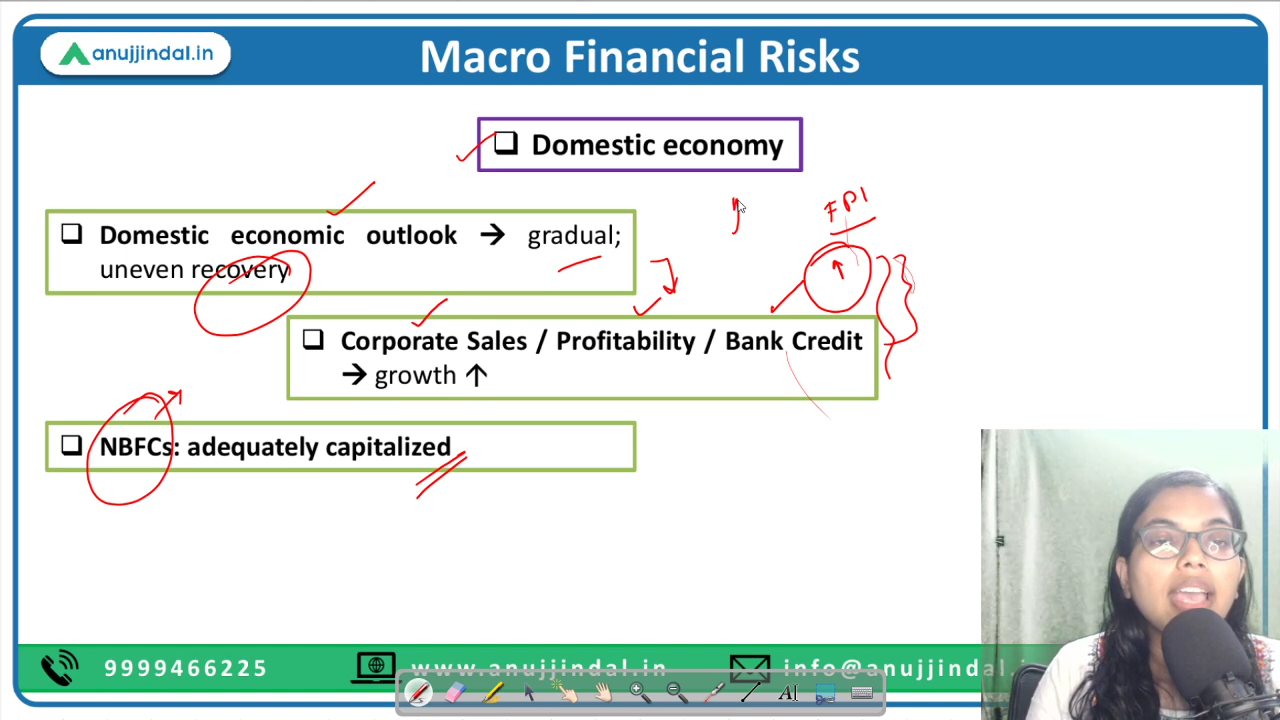 anujjindal.in
Macro Financial Risks
❑ Domestic economy
FPI
❑ Domestic economic outlook → gradual;
uneven recovery
❑ Corporate Sales / Profitability / Bank Credit
→ growth ↑
❑ NBFCs: adequately capitalized
9999466225
www.anujjindal.in
info@anujjindal.i